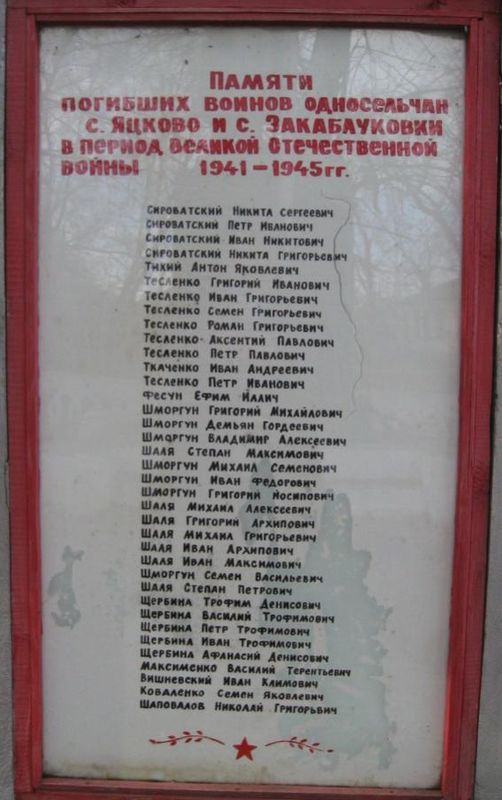 Памяти
погибших воинов односельчан
с. Яцково и с. Закаблуковки
в период Великой Отечественной
войны 1941-1945гг.
Сироватский Никита Сергеевич
Сироватский Петр Иванович
Сироватский Иван Никитович
Сироватский Никита Григорьевич
Тихий Антон Яковлевич
Тесленко Григорий Иванович
Тесленко Иван Григорьевич
Тесленко Семен Григорьевич
Тесленко Роман Григорьевич
Тесленко Аксентий Павлович
Тесленко Петр Павлович
Ткаченко Иван Андреевич
Тесленко Петр Иванович
Фесун Ефим Илаич
Шморгун Григорий Михайлович
Шморгун Демьян Гордеевич
Шморгун Владимир Алексеевич
Шаля Степан Максимович
Шморгун Михаил Семенович
Шморгун Иван Федорович
Шморгун Григорий Иосипович
Шаля Михаил Алексеевич
Шаля Григорий Архипович
Шаля Михаил Григорьевич
Шаля Иван Архипович
Шаля Иван Максимович
Шморгун Семен Васильевич
Шаля Степан Петрович
Щербина Трофим Денисович
Щербина Василий Трофимович
Щербина Петр Трофимович
Щербина Иван Трофимович
Щербина Афанасий Денисович
Максименко Василий Терентьевич
Вишневский Иван Климович
Коваленко Семен Яковлевич
Шаповалов Николай Григорьвич